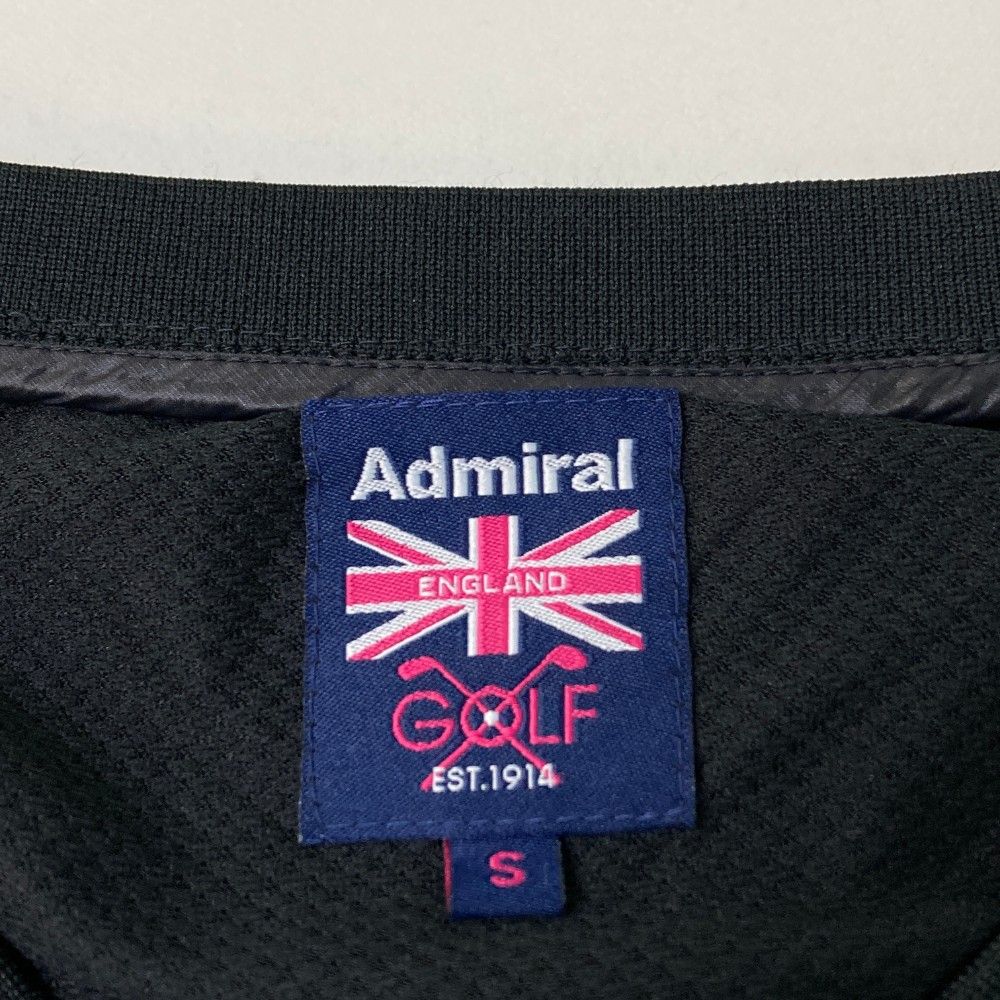 Admiral
ENGLAND
GOLF
EST.1914
S